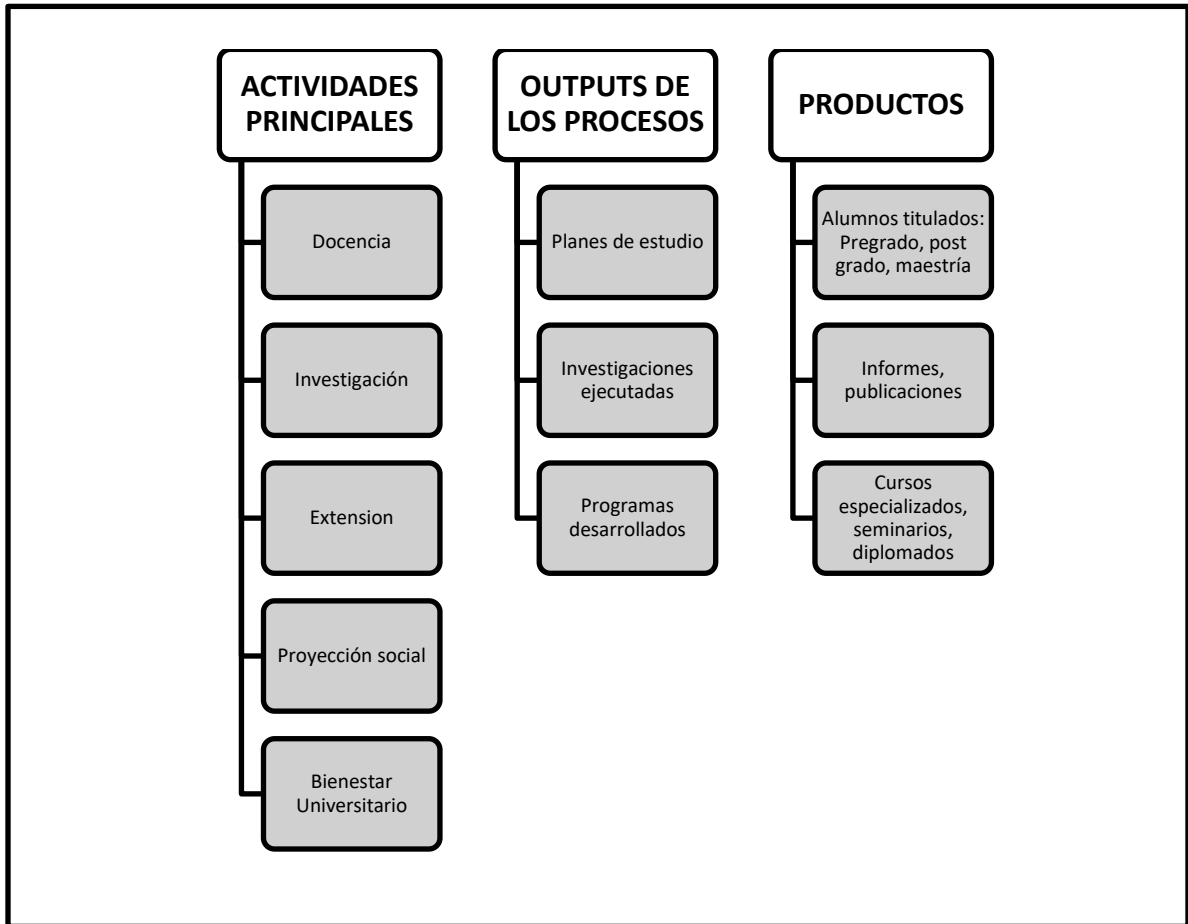 ACTIVIDADES
PRINCIPALES
Docencia
Investigación
Extension
Proyección social
Bienestar
Universitario
OUTPUTS DE
LOS PROCESOS
Planes de estudio
Investigaciones
ejecutadas
Programas
desarrollados
PRODUCTOS
Alumnos titulados:
Pregrado, post
grado, maestría
Informes,
publicaciones
Cursos
especializados,
seminarios,
diplomados